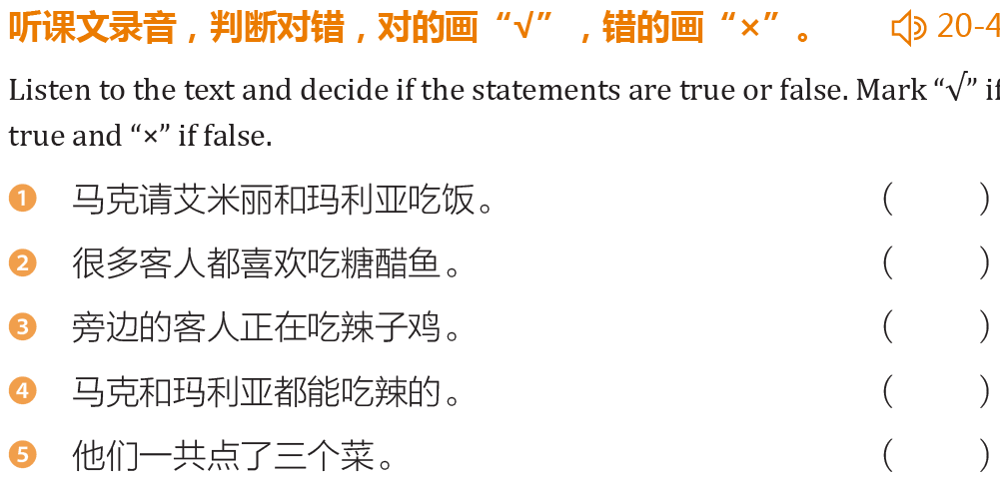 听课文录音，判断对错，对的画“√”，错的画“×”。 20-4
Listen to the text and decide if the statements are true or false. Mark “√” if
true and “×” if false.
1 马克请艾米丽和玛利亚吃饭。 ( )
2 很多客人都喜欢吃糖醋鱼。 ( )
3 旁边的客人正在吃辣子鸡。 ( )
4 马克和玛利亚都能吃辣的。 ( )
5 他们一共点了三个菜。 ( )